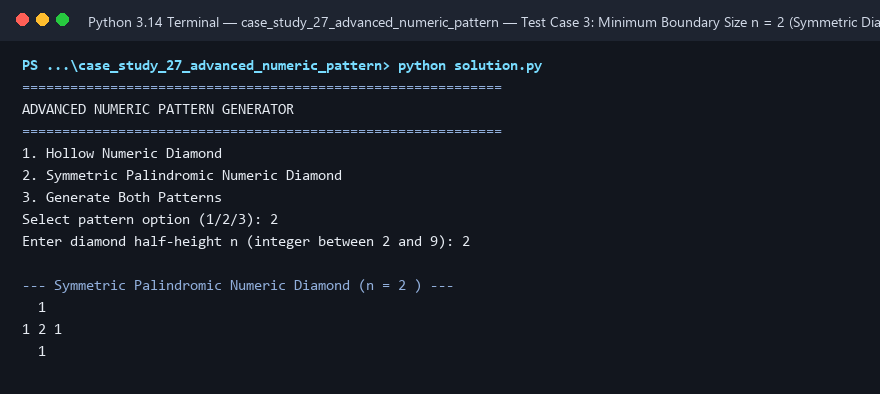 Python 3.14 Terminal — case_study_27_advanced_numeric_pattern — Test Case 3: Minimum Boundary Size n = 2 (Symmetric Dia
PS ...\case_study_27_advanced_numeric_pattern> python solution.py
============================================================
ADVANCED NUMERIC PATTERN GENERATOR
============================================================
1. Hollow Numeric Diamond
2. Symmetric Palindromic Numeric Diamond
3. Generate Both Patterns
Select pattern option (1/2/3): 2
Enter diamond half-height n (integer between 2 and 9): 2

--- Symmetric Palindromic Numeric Diamond (n = 2 ) ---
  1
1 2 1
  1